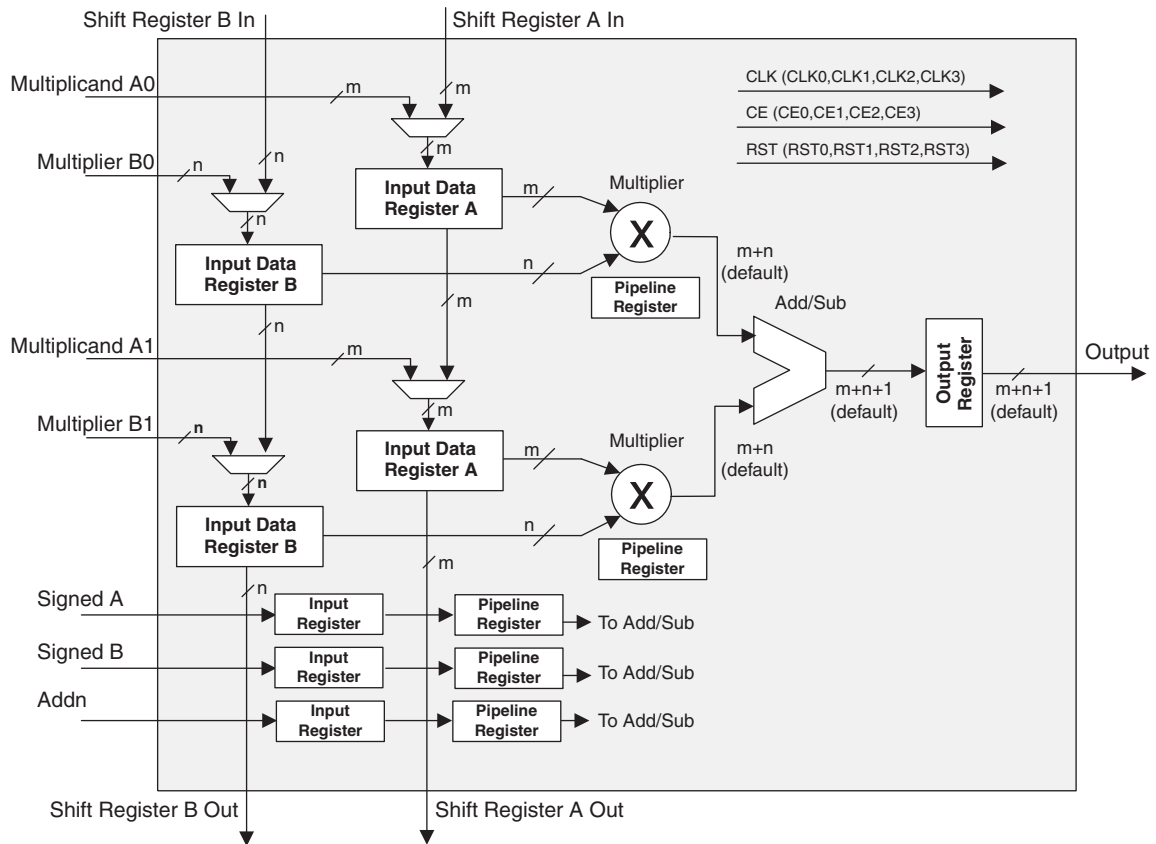 Shift Register B In
Shift Register A In
Multiplicand A0
m
m
CLK (CLK0,CLK1,CLK2,CLK3)
CE (CE0,CE1,CE2,CE3)
RST (RST0,RST1,RST2,RST3)
m
Multiplier B0
n
n
n
Input Data
Register A
m
Multiplier
X
Input Data
Register B
n
Pipeline
Register
m+n
(default)
m
n
Add/Sub
Multiplicand A1
m
m
Output
Register
Output
m+n+1
(default)
m+n+1
(default)
Multiplier B1
n
n
Input Data
Register A
m
Multiplier
X
m+n
(default)
Input Data
Register B
n
Pipeline
Register
m
n
Signed A
Input
Register
Pipeline
Register
To Add/Sub
Signed B
Input
Register
Pipeline
Register
To Add/Sub
Addn
Input
Register
Pipeline
Register
To Add/Sub
Shift Register B Out
Shift Register A Out